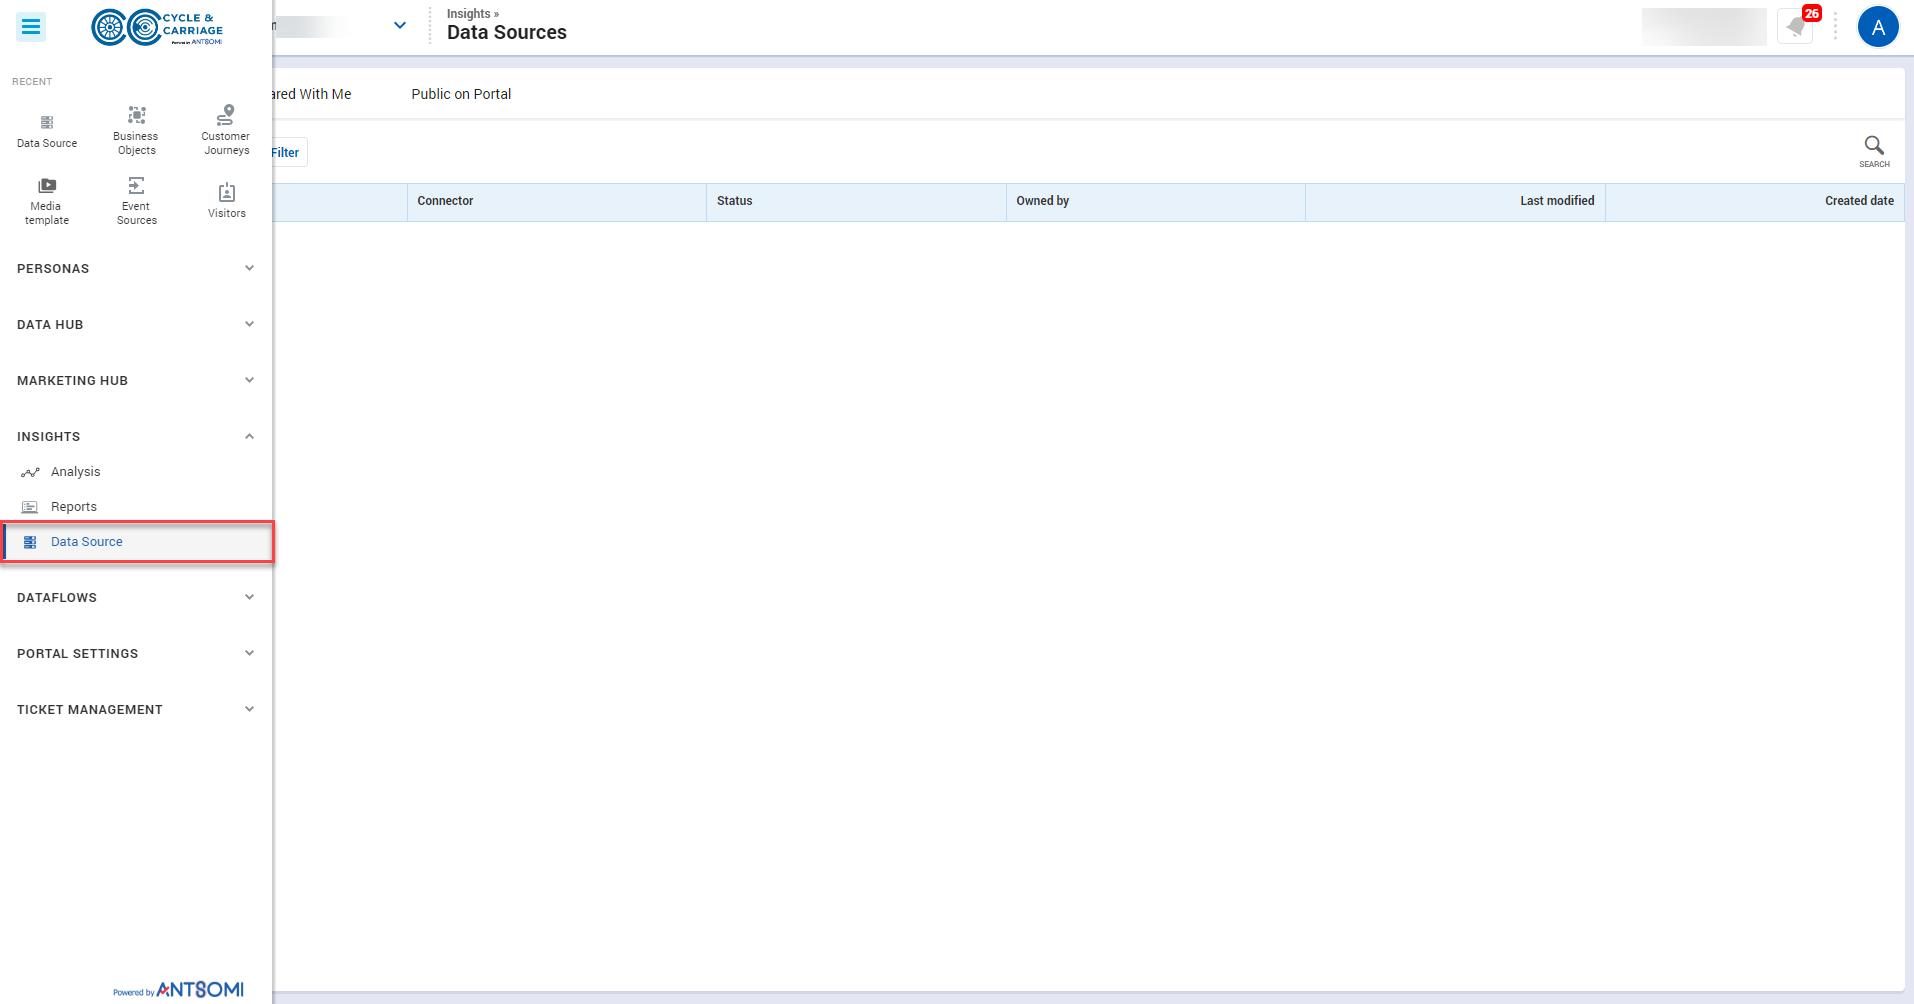 CYCLE &
CARRIAGE
Powered by ANTSOMI
Insights »
Data Sources
26
A
RECENT
Data Source
Business
Objects
Customer
Journeys
Media
template
Event
Sources
Visitors
PERSONAS
DATA HUB
MARKETING HUB
INSIGHTS
Analysis
Reports
Data Source
DATAFLOWS
PORTAL SETTINGS
TICKET MANAGEMENT
Powered by ANTSOMI
ared With Me
Public on Portal
Filter
SEARCH
Connector
Status
Owned by
Last modified
Created date